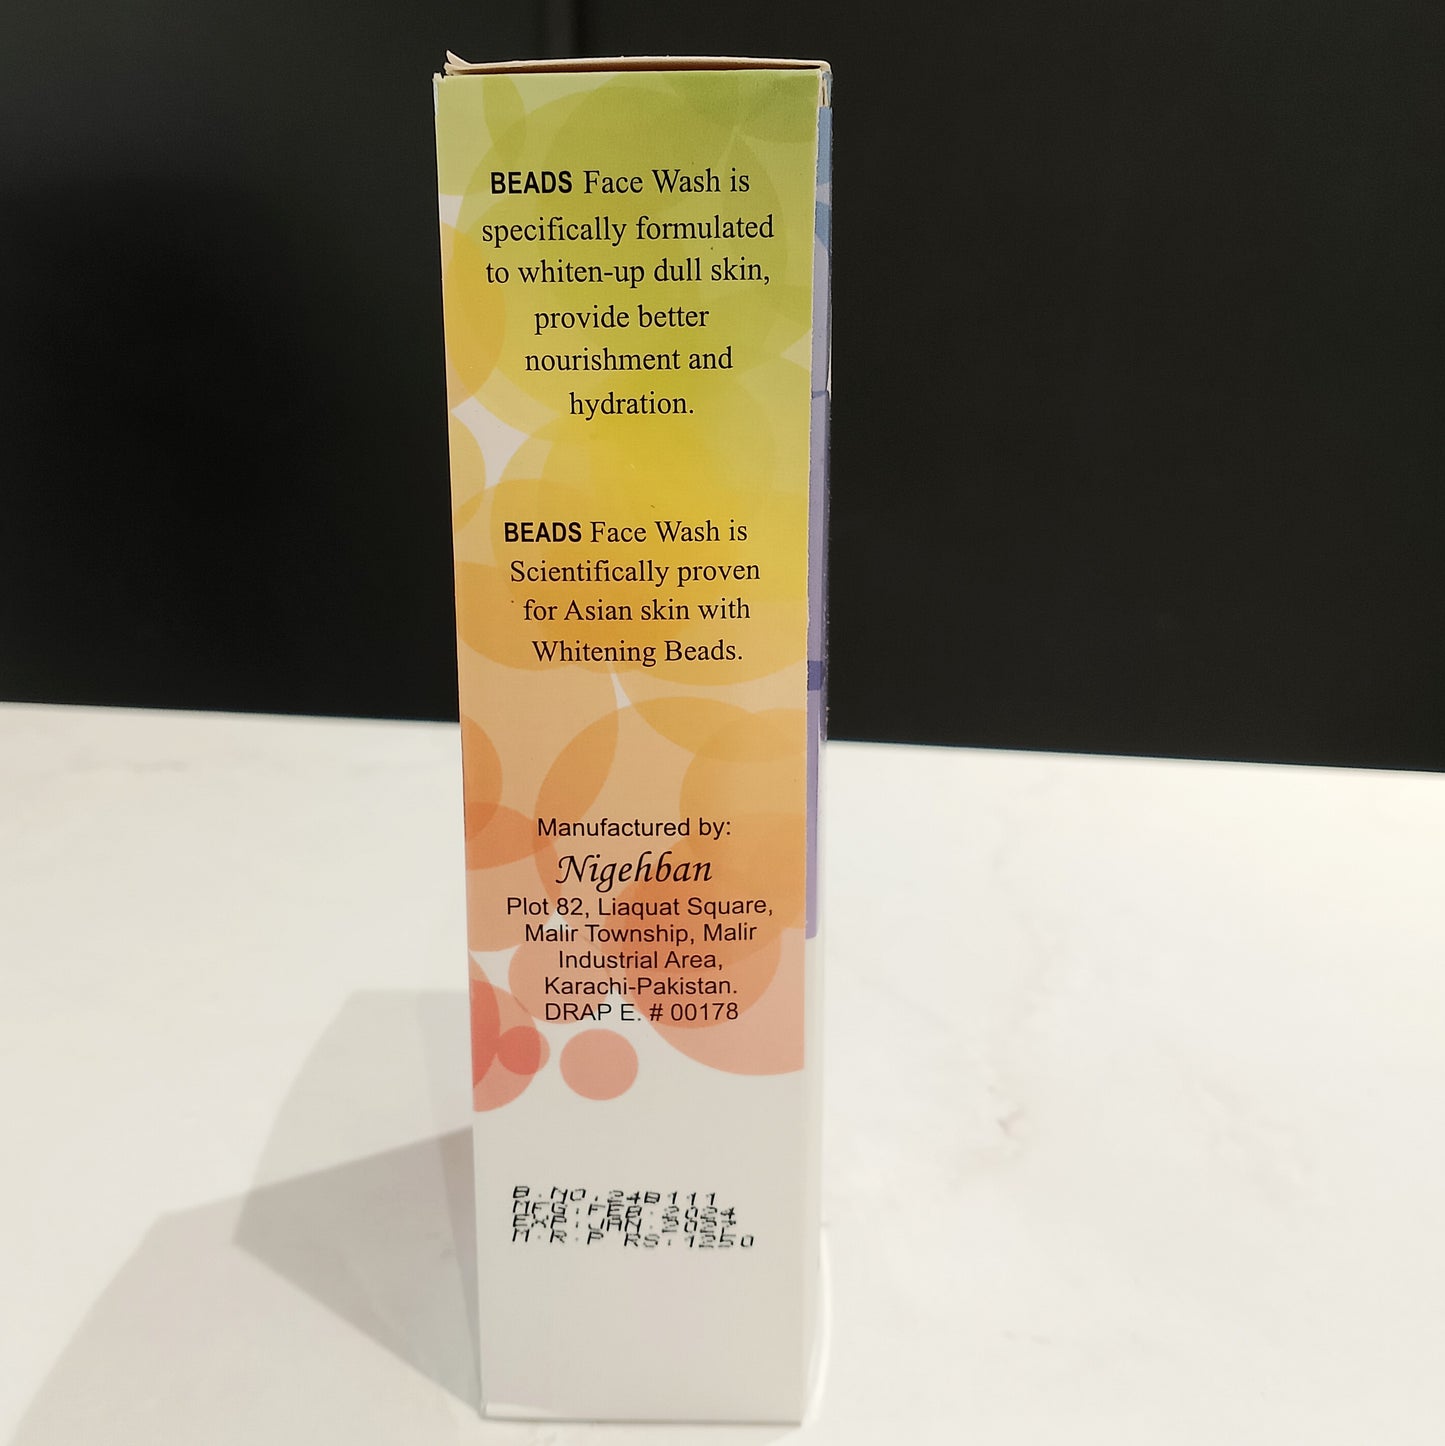 BEADS Face Wash is
specifically formulated
to whiten-up dull skin,
provide better
nourishment and
hydration.
BEADS Face Wash is
Scientifically proven
for Asian skin with
Whitening Beads.
Manufactured by:
Nigehban
Plot 82, Liaquat Square,
Malir Township, Malir
Industrial Area,
Karachi-Pakistan.
DRAP E. # 00178
B.NO.24B111
MFG.FEB.2024
EXP.JAN.2027
M.R.P RS.1250